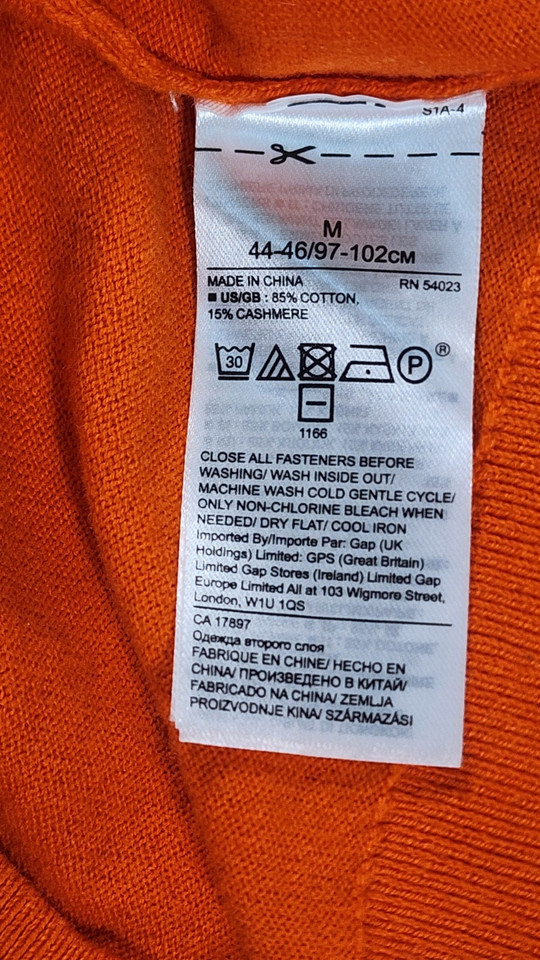 S1A-4
M
44-46/97-102CM
MADE IN CHINA RN 54023
US/GB : 85% COTTON,
15% CASHMERE
30 P ®
1166
CLOSE ALL FASTENERS BEFORE
WASHING/ WASH INSIDE OUT/
MACHINE WASH COLD GENTLE CYCLE/
ONLY NON-CHLORINE BLEACH WHEN
NEEDED/ DRY FLAT/ COOL IRON
Imported By/Importe Par: Gap (UK
Holdings) Limited: GPS (Great Britain)
Limited Gap Stores (Ireland) Limited Gap
Europe Limited All at 103 Wigmore Street,
London, W1U 1QS
CA 17897
Одежда второго слоя
FABRIQUE EN CHINE/ HECHO EN
CHINA/ ПРОИЗВЕДЕНО В КИТАЙ/
FABRICADO NA CHINA/ ZEMLJA
PROIZVODNJE KINA/ SZÁRMAZÁSI